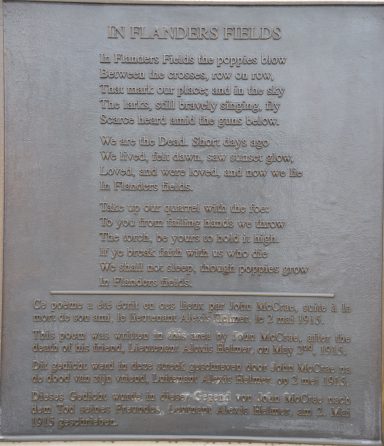 IN FLANDERS FIELDS
In Flanders Fields the poppies blow
Between the crosses, row on row,
That mark our place; and in the sky
The larks, still bravely singing, fly
Scarce heard amid the guns below.
We are the Dead. Short days ago
We lived, felt dawn, saw sunset glow,
Loved, and were loved, and now we lie
In Flanders fields.
Take up our quarrel with the foe:
To you from failing hands we throw
The torch, be yours to hold it high.
If ye break faith with us who die
We shall not sleep, though poppies grow
In Flanders fields.
Ce poème a été écrit en ces lieux par John McCrae, suite à la
mort de son ami, le lieutenant Alexis Helmer, le 2 mai 1915.
This poem was written in this area by John McCrae, after the
death of his friend, Lieutenant Alexis Helmer, on May 2nd, 1915.
Dit gedicht werd in deze streek geschreven door John McCrae na
de dood van zijn vriend, Luitenant Alexis Helmer, op 2 mei 1915.
Dieses Gedicht wurde in dieser Gegend von John McCrae nach
dem Tod seines Freundes, Leutnant Alexis Helmer, am 2. Mai
1915 geschrieben.